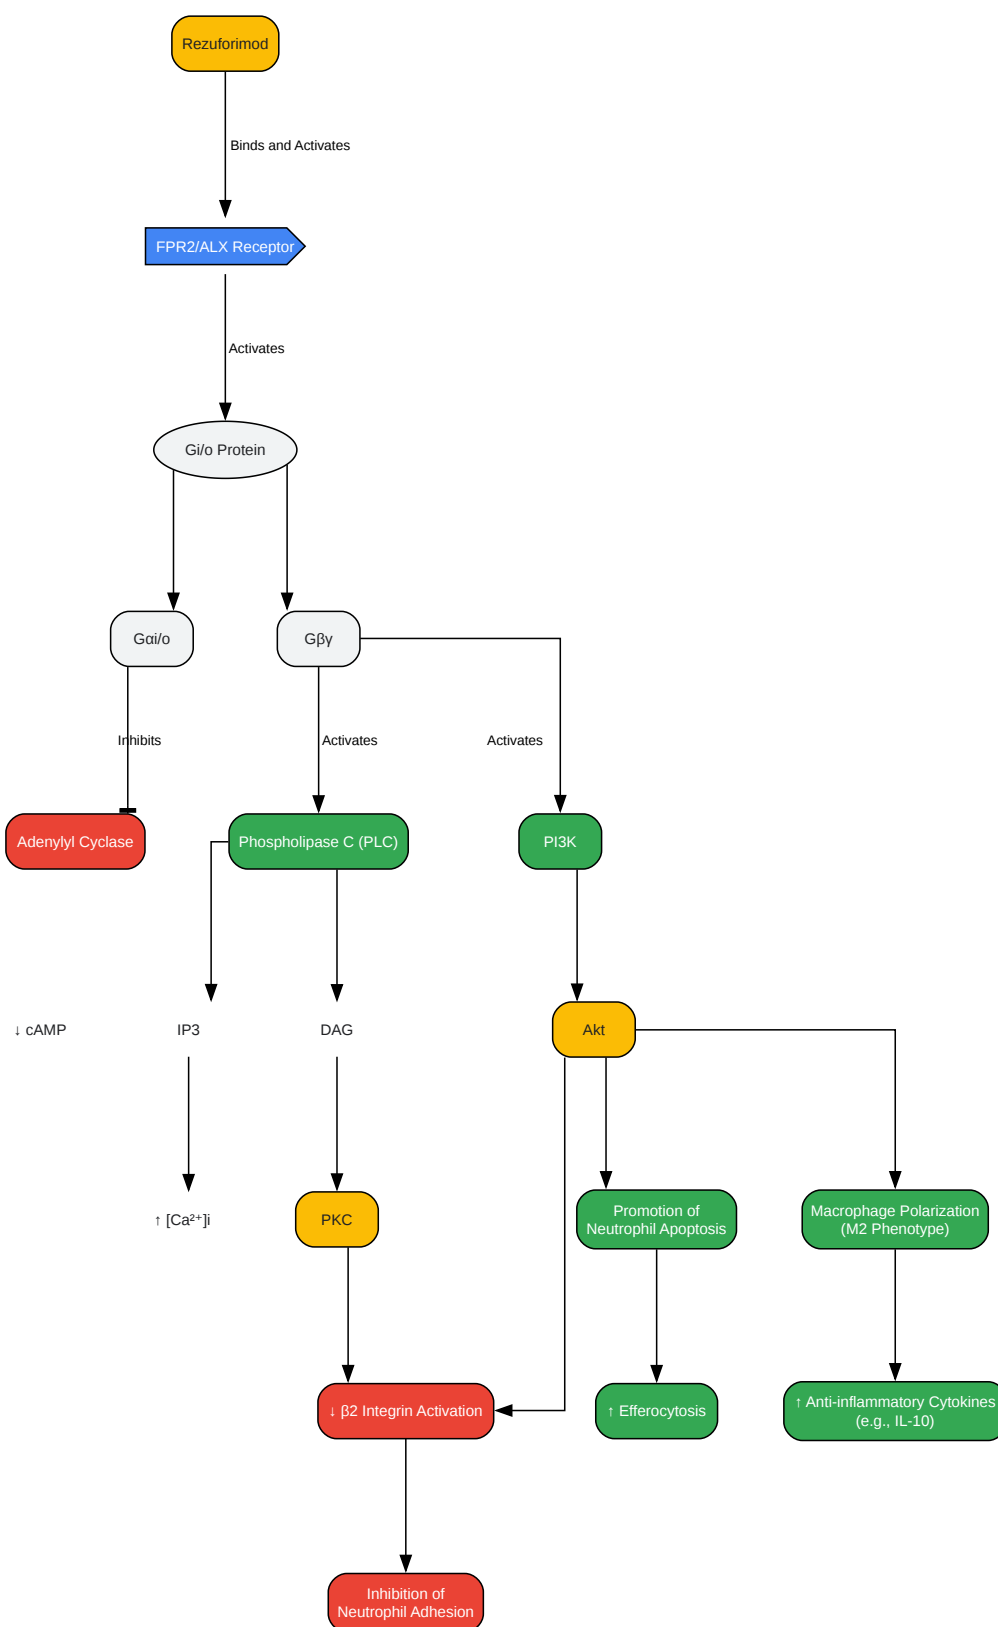 Rezuforimod
Binds and Activates
FPR2/ALX Receptor
Activates
Gi/o Protein
Gαi/o
Gβγ
Inhibits
Activates
Activates
Adenylyl Cyclase
Phospholipase C (PLC)
PI3K
↓ cAMP
IP3
DAG
Akt
↑ [Ca²⁺]i
PKC
Promotion of
Neutrophil Apoptosis
Macrophage Polarization
(M2 Phenotype)
↓ β2 Integrin Activation
↑ Efferocytosis
↑ Anti-inflammatory Cytokines
(e.g., IL-10)
Inhibition of
Neutrophil Adhesion